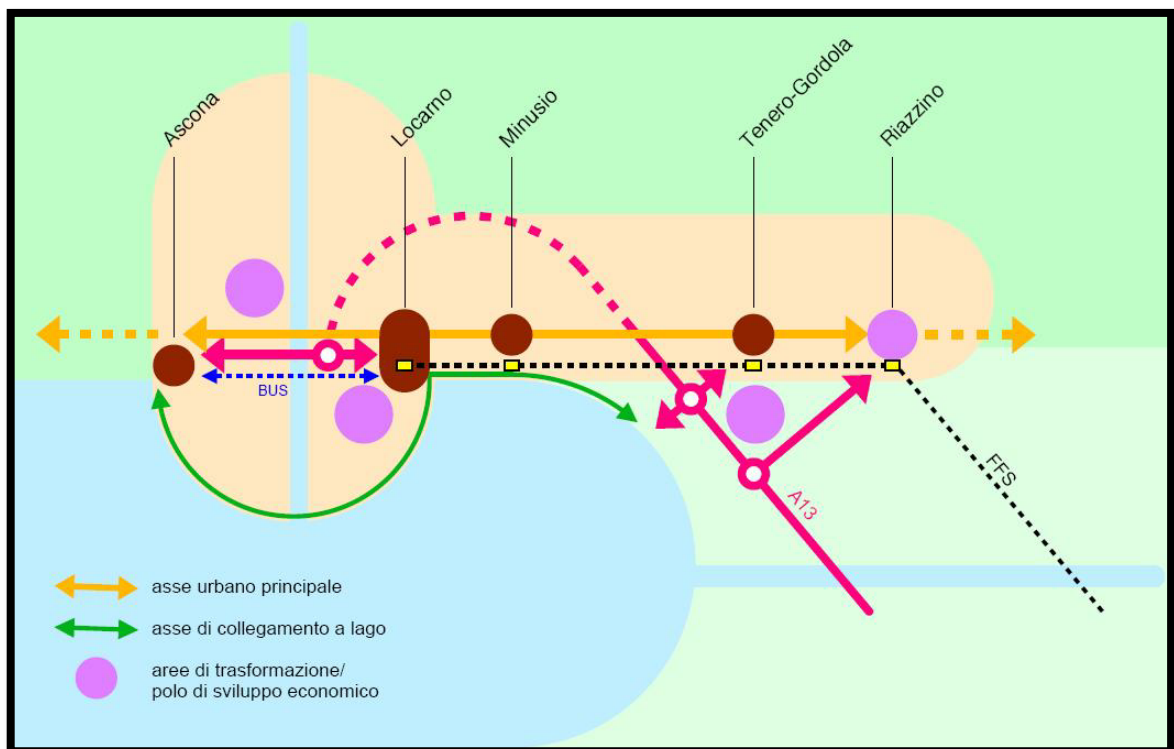 Ascona
Locarno
Minusio
Tenero-Gordola
Riazzino
BUS
A13
FFS
asse urbano principale
asse di collegamento a lago
aree di trasformazione/
polo di sviluppo economico